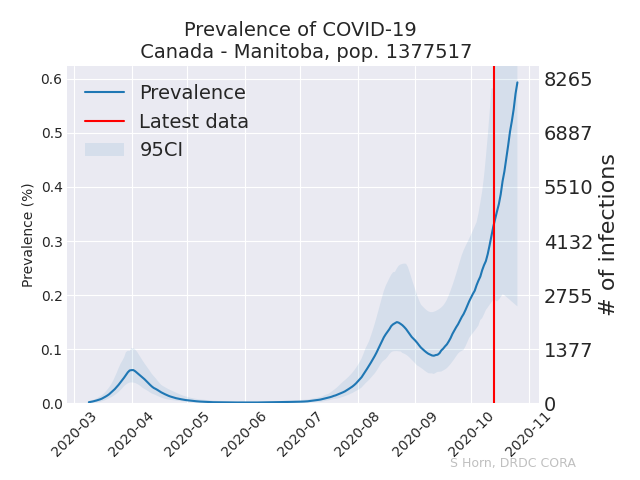 Prevalence of COVID-19
Canada - Manitoba, pop. 1377517
Prevalence
Latest data
95CI
Prevalence (%)
0.6
0.5
0.4
0.3
0.2
0.1
0.0
8265
6887
5510
4132
2755
1377
0
# of infections
2020-03
2020-04
2020-05
2020-06
2020-07
2020-08
2020-09
2020-10
2020-11
S Horn, DRDC CORA